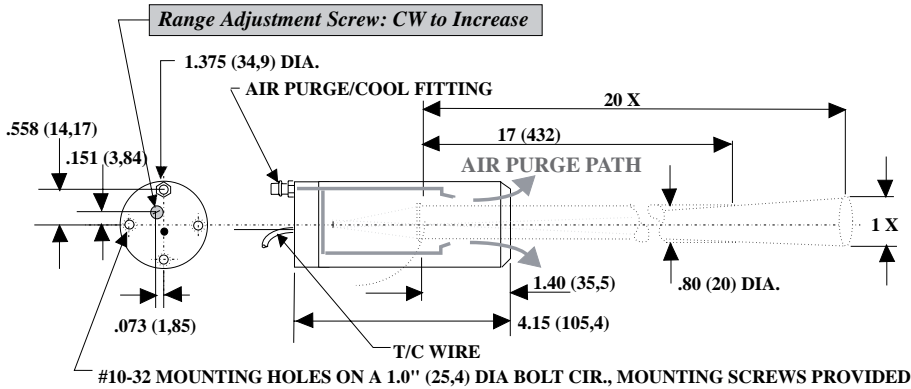 Range Adjustment Screw: CW to Increase
1.375 (34,9) DIA.
AIR PURGE/COOL FITTING
20 X
.558 (14,17)
17 (432)
.151 (3,84)
AIR PURGE PATH
1 X
1.40 (35,5)
.80 (20) DIA.
.073 (1,85)
4.15 (105,4)
T/C WIRE
#10-32 MOUNTING HOLES ON A 1.0" (25,4) DIA BOLT CIR., MOUNTING SCREWS PROVIDED